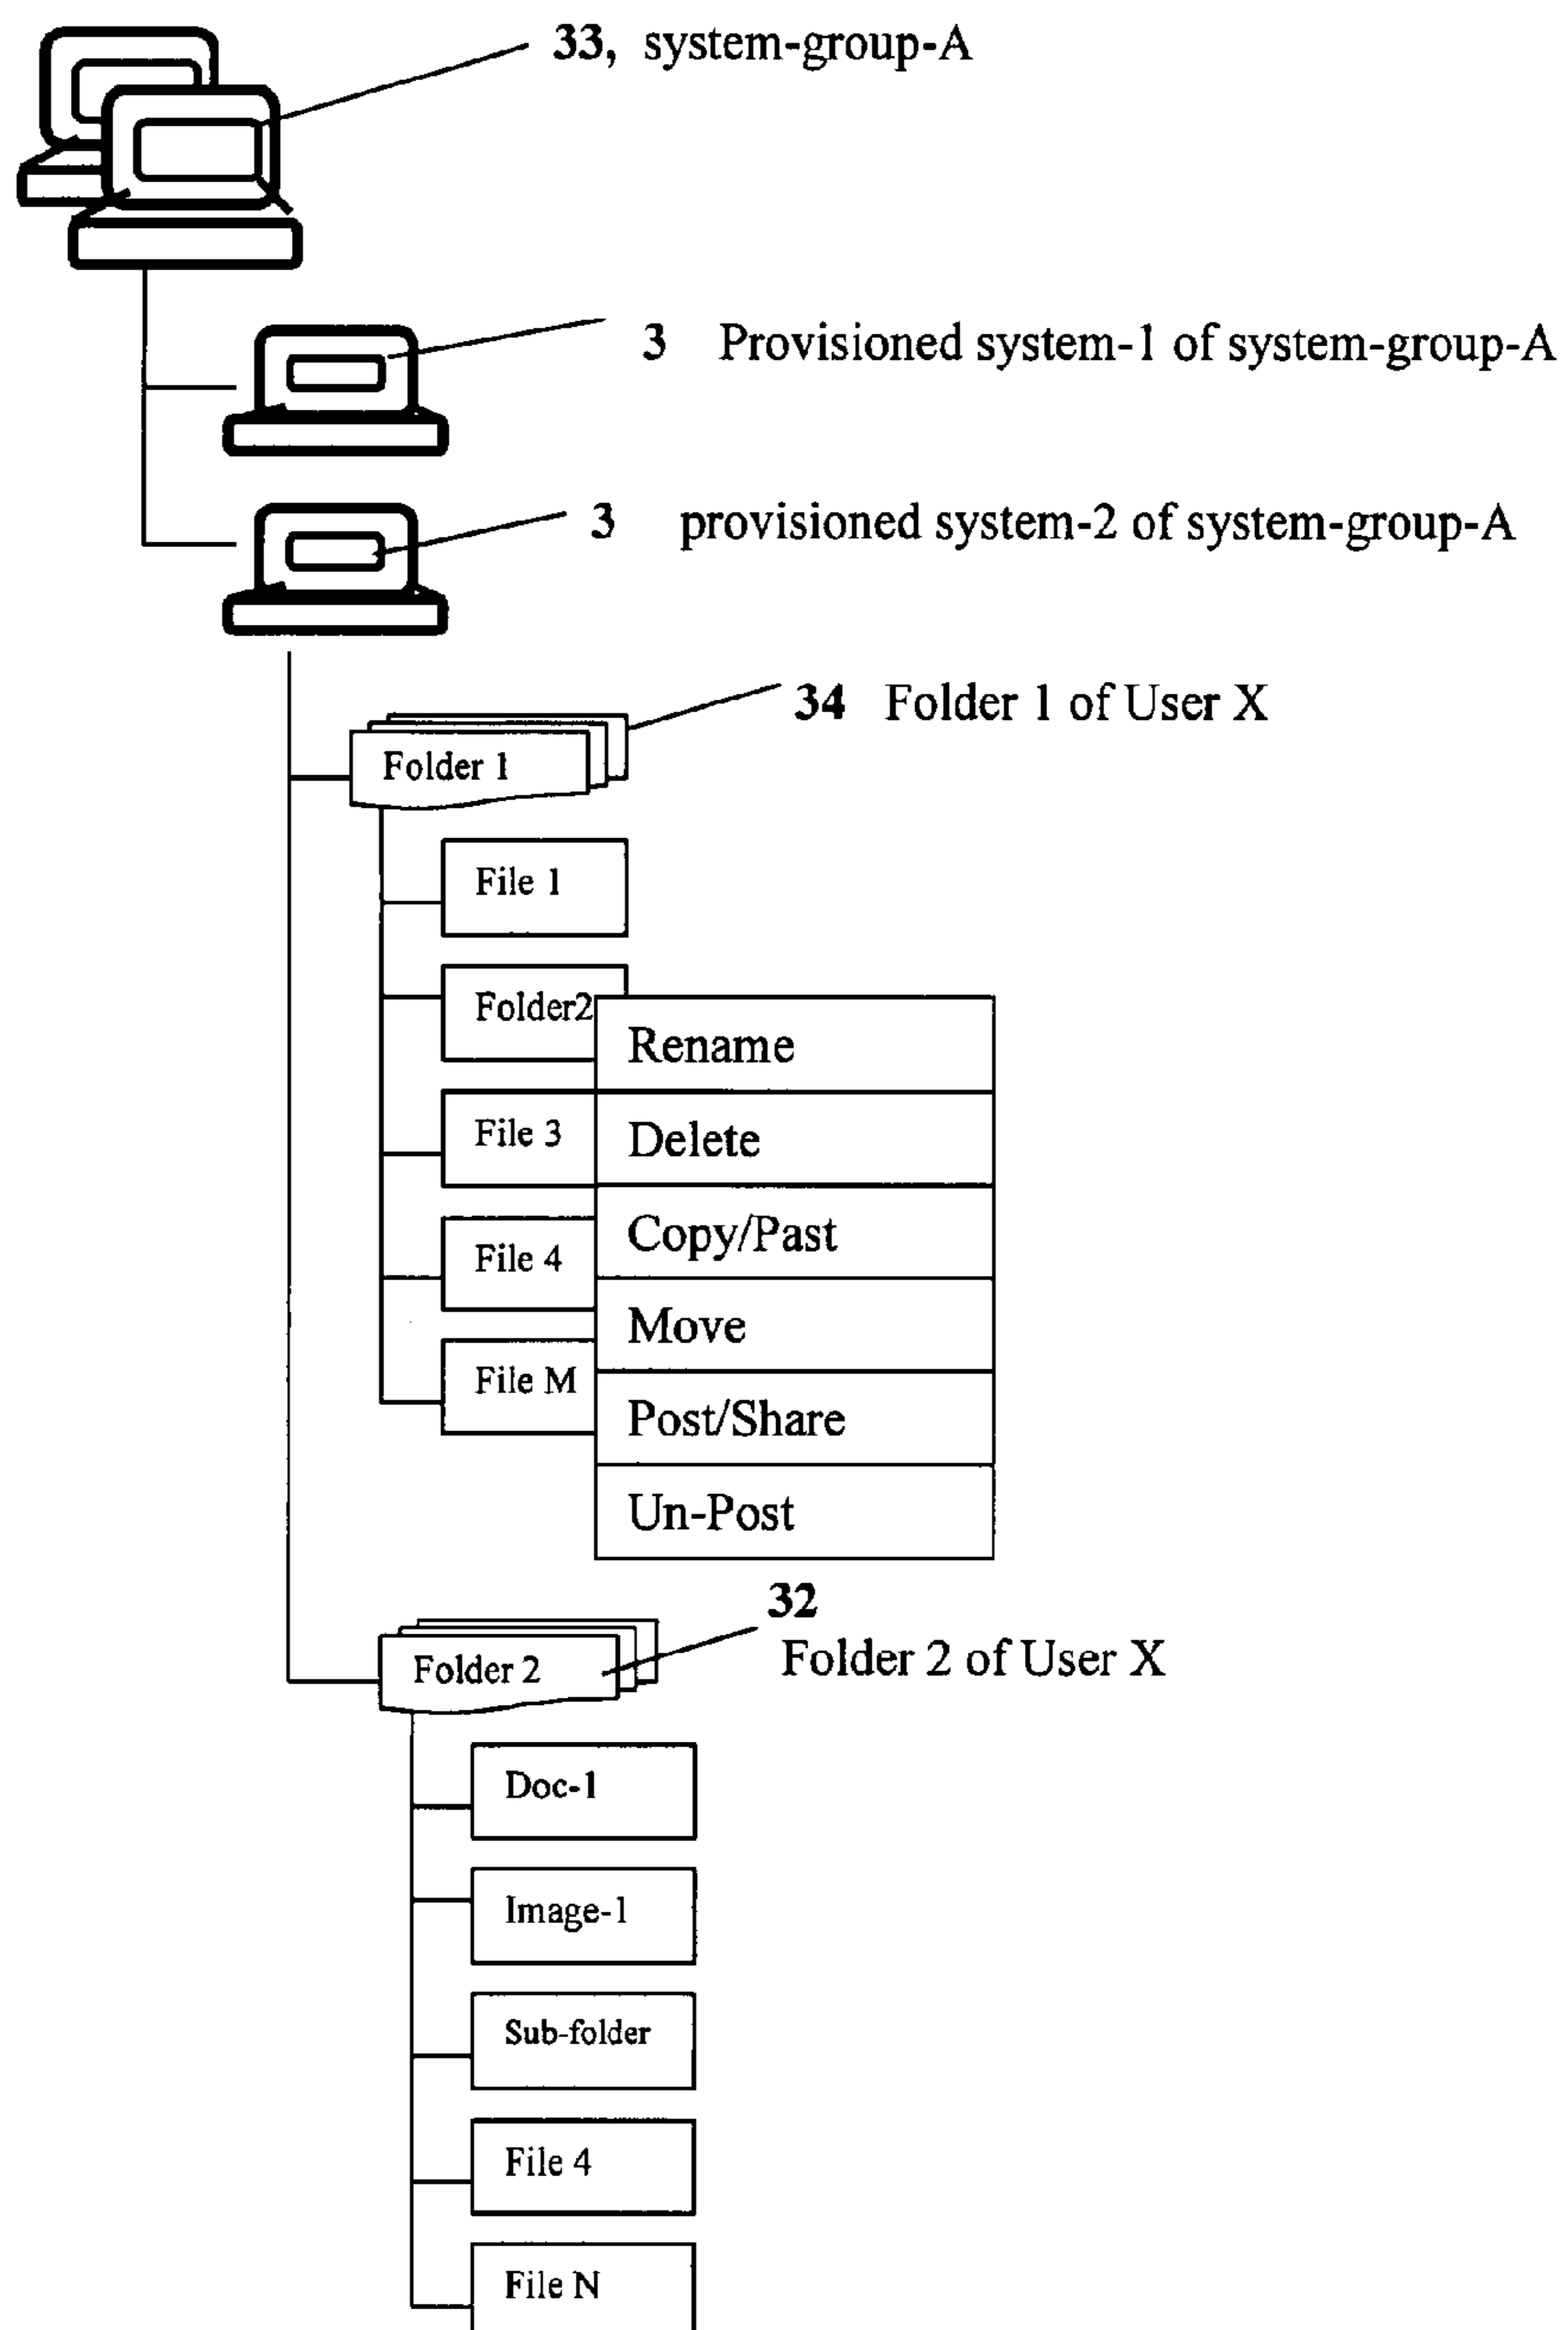 33, system-group-A
3 Provisioned system-1 of system-group-A
3 provisioned system-2 of system-group-A
34 Folder 1 of User X
Folder 1
File 1
Folder2
Rename
File 3
Delete
Copy/Past
File 4
Move
File M
Post/Share
Un-Post
32
Folder 2 of User X
Folder 2
Doc-1
Image-1
Sub-folder
File 4
File N